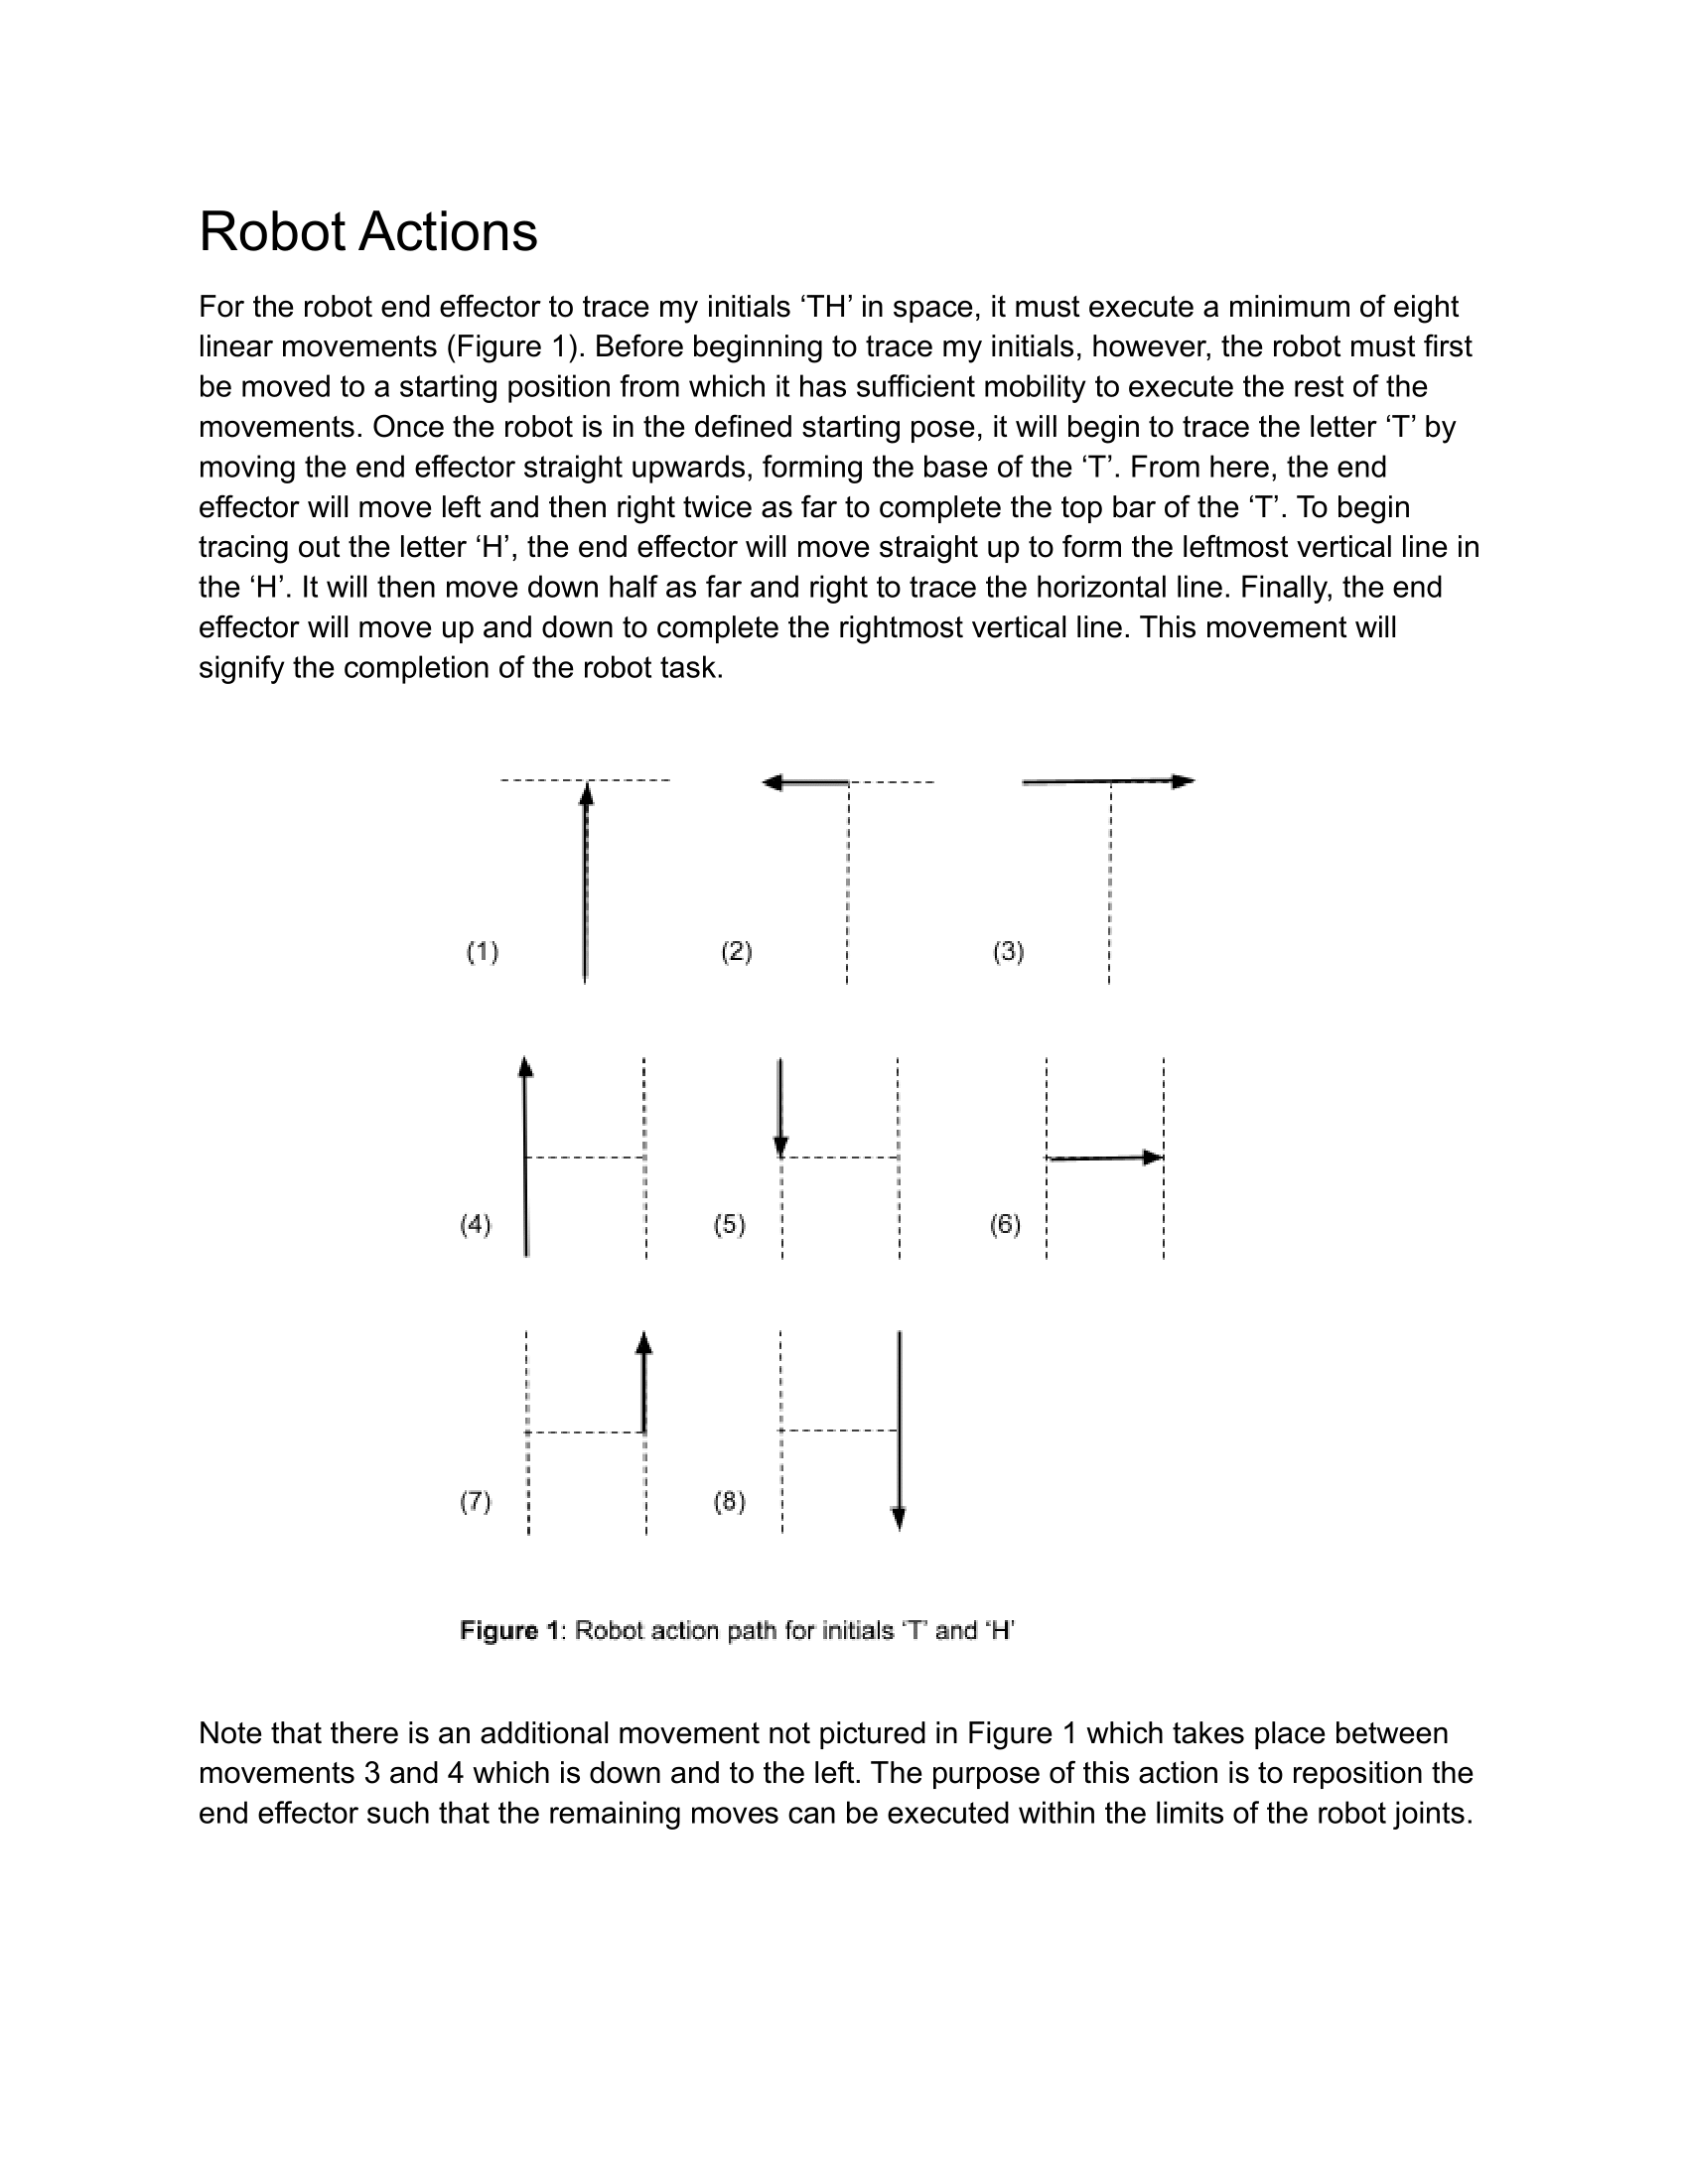 Robot Actions
For the robot end effector to trace my initials ‘TH’ in space, it must execute a minimum of eight
linear movements (Figure 1). Before beginning to trace my initials, however, the robot must first
be moved to a starting position from which it has sufficient mobility to execute the rest of the
movements. Once the robot is in the defined starting pose, it will begin to trace the letter ‘T’ by
moving the end effector straight upwards, forming the base of the ‘T’. From here, the end
effector will move left and then right twice as far to complete the top bar of the ‘T’. To begin
tracing out the letter ‘H’, the end effector will move straight up to form the leftmost vertical line in
the ‘H’. It will then move down half as far and right to trace the horizontal line. Finally, the end
effector will move up and down to complete the rightmost vertical line. This movement will
signify the completion of the robot task.
(1) (2) (3)
(4) (5) (6)
(7) (8)
Figure 1: Robot action path for initials ‘T’ and ‘H’
Note that there is an additional movement not pictured in Figure 1 which takes place between
movements 3 and 4 which is down and to the left. The purpose of this action is to reposition the
end effector such that the remaining moves can be executed within the limits of the robot joints.